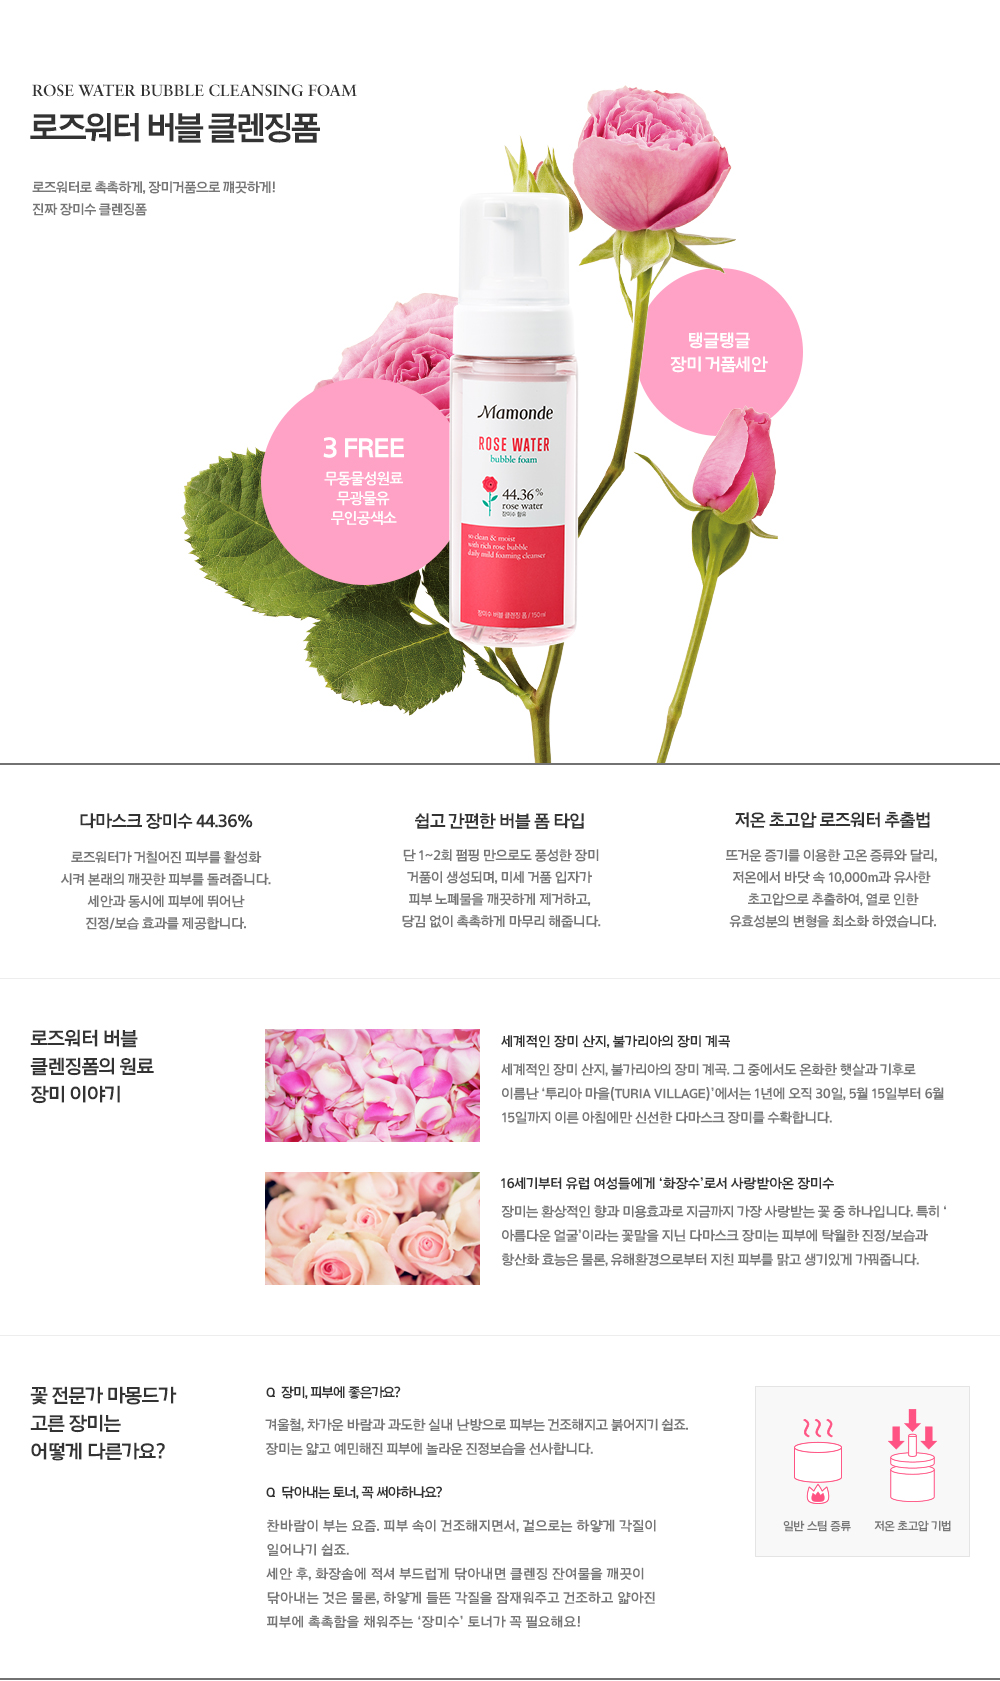 ROSE WATER BUBBLE CLEANSING FOAM
로즈워터 버블 클렌징폼
로즈워터로 촉촉하게, 장미거품으로 깨끗하게!
진짜 장미수 클렌징폼
탱글탱글
장미 거품세안
3 FREE
무동물성원료
무광물유
무인공색소
Mamonde
ROSE WATER
bubble foam
44.36%
rose water
장미수 함유
so clean & moist
with rich rose bubble
daily mild foaming cleanser
장미수 버블 클렌징 폼 / 150ml
다마스크 장미수 44.36%
로즈워터가 거칠어진 피부를 활성화
시켜 본래의 깨끗한 피부를 돌려줍니다.
세안과 동시에 피부에 뛰어난
진정/보습 효과를 제공합니다.
쉽고 간편한 버블 폼 타입
단 1~2회 펌핑 만으로도 풍성한 장미
거품이 생성되며, 미세 거품 입자가
피부 노폐물을 깨끗하게 제거하고,
당김 없이 촉촉하게 마무리 해줍니다.
저온 초고압 로즈워터 추출법
뜨거운 증기를 이용한 고온 증류와 달리,
저온에서 바닷 속 10,000m과 유사한
초고압으로 추출하여, 열로 인한
유효성분의 변형을 최소화 하였습니다.
로즈워터 버블
클렌징폼의 원료
장미 이야기
세계적인 장미 산지, 불가리아의 장미 계곡
세계적인 장미 산지, 불가리아의 장미 계곡. 그 중에서도 온화한 햇살과 기후로
이름난 ‘투리아 마을(TURIA VILLAGE)’에서는 1년에 오직 30일, 5월 15일부터 6월
15일까지 이른 아침에만 신선한 다마스크 장미를 수확합니다.
16세기부터 유럽 여성들에게 ‘화장수’로서 사랑받아온 장미수
장미는 환상적인 향과 미용효과로 지금까지 가장 사랑받는 꽃 중 하나입니다. 특히 ‘
아름다운 얼굴’이라는 꽃말을 지닌 다마스크 장미는 피부에 탁월한 진정/보습과
항산화 효능은 물론, 유해환경으로부터 지친 피부를 맑고 생기있게 가꿔줍니다.
꽃 전문가 마몽드가
고른 장미는
어떻게 다른가요?
Q 장미, 피부에 좋은가요?
겨울철, 차가운 바람과 과도한 실내 난방으로 피부는 건조해지고 붉어지기 쉽죠.
장미는 얇고 예민해진 피부에 놀라운 진정보습을 선사합니다.
Q 닦아내는 토너, 꼭 써야하나요?
찬바람이 부는 요즘. 피부 속이 건조해지면서, 겉으로는 하얗게 각질이
일어나기 쉽죠.
세안 후, 화장솜에 적셔 부드럽게 닦아내면 클렌징 잔여물을 깨끗이
닦아내는 것은 물론, 하얗게 들뜬 각질을 잠재워주고 건조하고 얇아진
피부에 촉촉함을 채워주는 ‘장미수’ 토너가 꼭 필요해요!
일반 스팀 증류
저온 초고압 기법